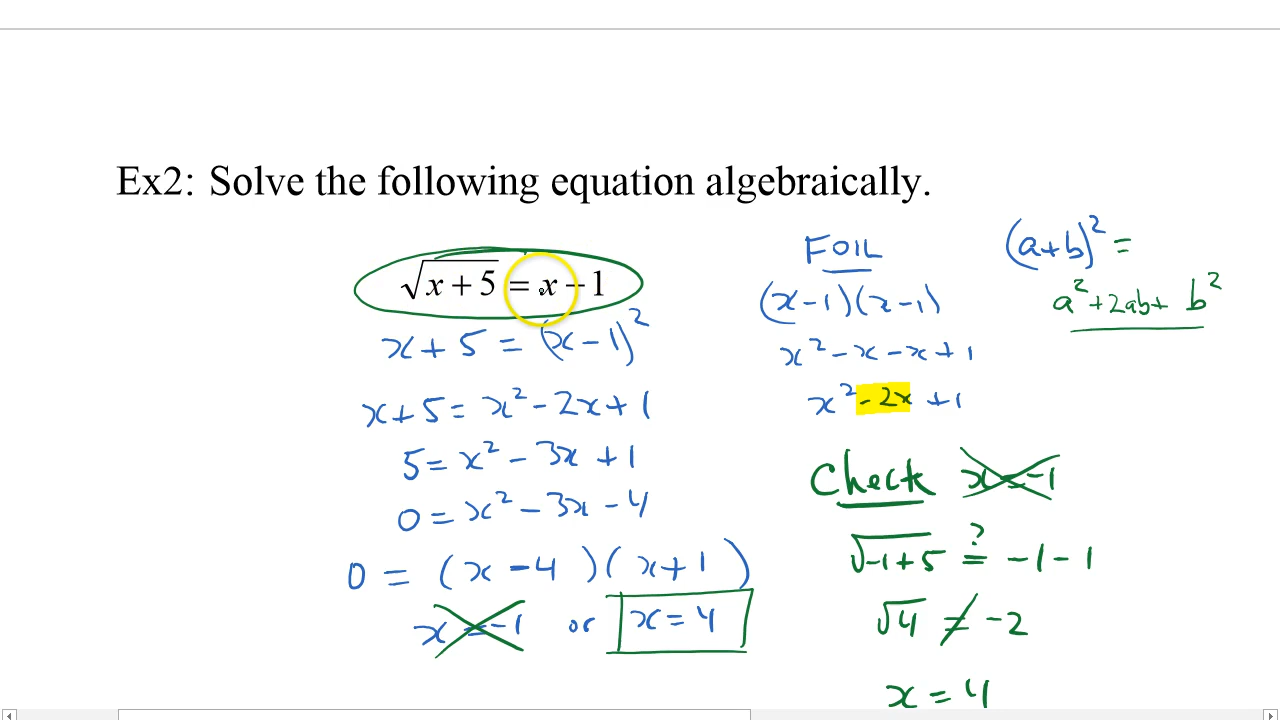 Ex2: Solve the following equation algebraically.
√(x + 5) = x − 1
x + 5 = (x − 1)²
x + 5 = x² − 2x + 1
5 = x² − 3x + 1
0 = x² − 3x − 4
0 = (x − 4)(x + 1)
x = −1 or x = 4
FOIL
(x − 1)(x − 1)
x² − x − x + 1
x² − 2x + 1
(a + b)² =
a² + 2ab + b²
Check x = −1
√(−1 + 5) ≟ −1 − 1
√4 ≠ −2
x = 4